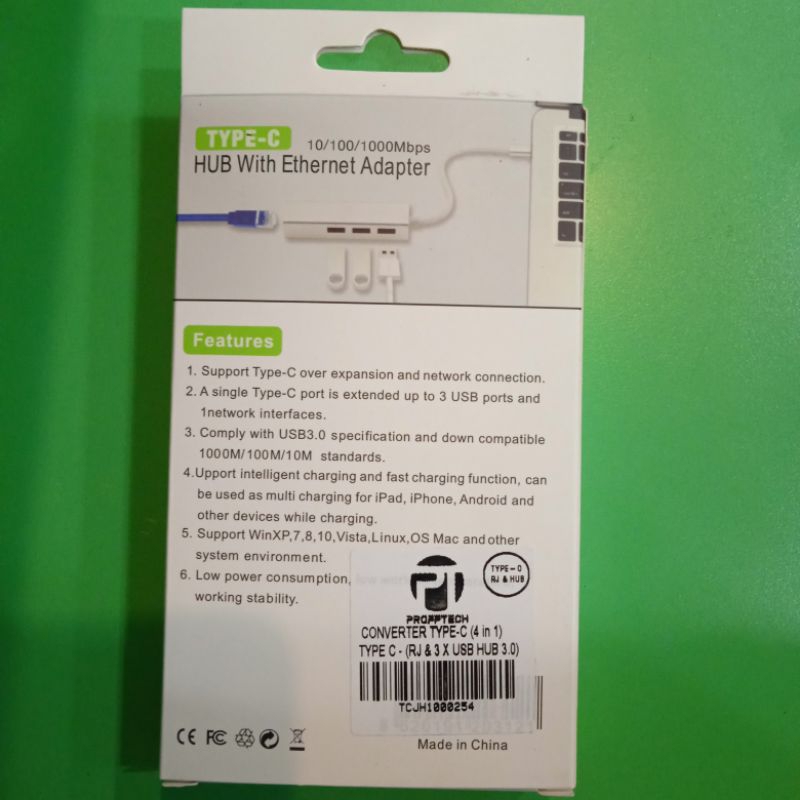 TYPE-C 10/100/1000Mbps
HUB With Ethernet Adapter
Features
1. Support Type-C over expansion and network connection.
2. A single Type-C port is extended up to 3 USB ports and
1network interfaces.
3. Comply with USB3.0 specification and down compatible
1000M/100M/10M standards.
4.Upport intelligent charging and fast charging function, can
be used as multi charging for iPad, iPhone, Android and
other devices while charging.
5. Support WinXP,7,8,10,Vista,Linux,OS Mac and other
system environment.
6. Low power consumption,
working stability.
PT
PROFFTECH
TYPE-C
RJ & HUB
CONVERTER TYPE-C (4 in 1)
TYPE C - (RJ & 3 X USB HUB 3.0)
TCJH1000254
CE FC
Made in China